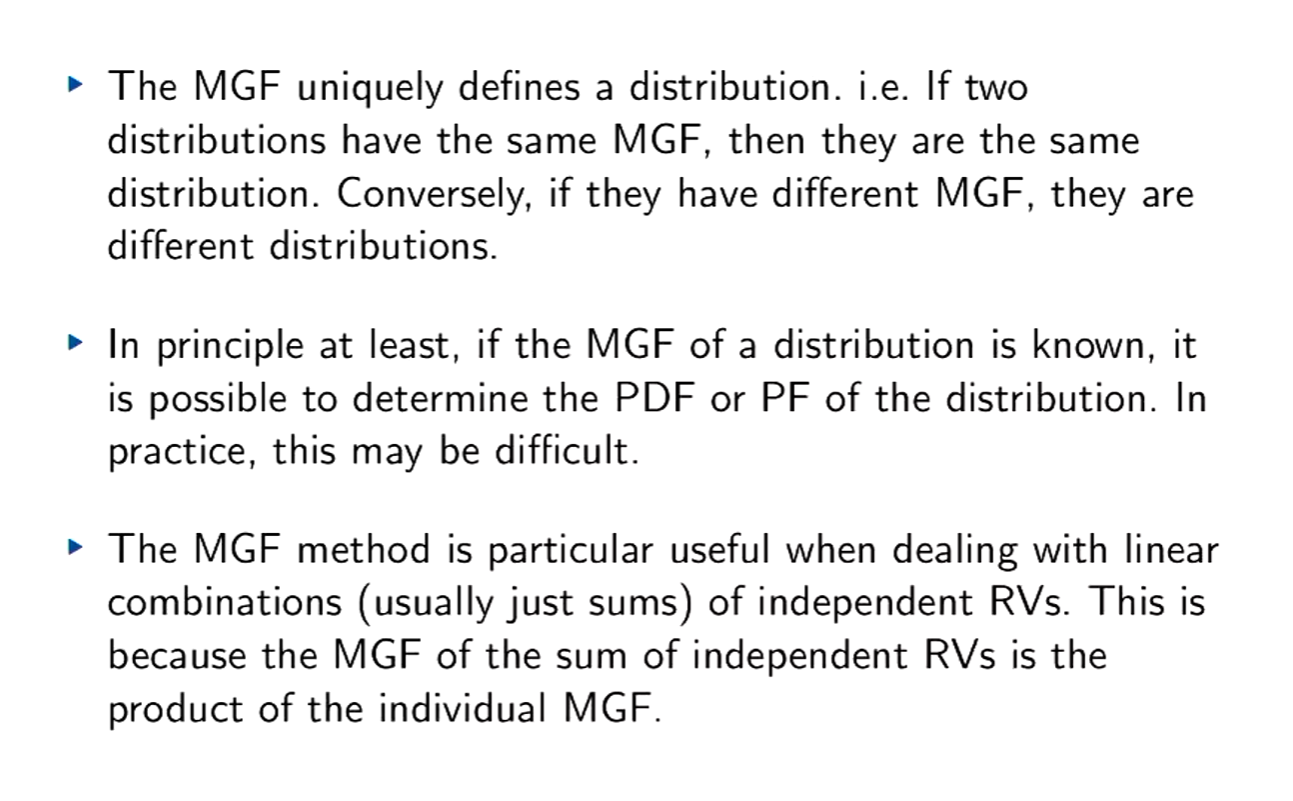 The MGF uniquely defines a distribution. i.e. If two
distributions have the same MGF, then they are the same
distribution. Conversely, if they have different MGF, they are
different distributions.
In principle at least, if the MGF of a distribution is known, it
is possible to determine the PDF or PF of the distribution. In
practice, this may be difficult.
The MGF method is particular useful when dealing with linear
combinations (usually just sums) of independent RVs. This is
because the MGF of the sum of independent RVs is the
product of the individual MGF.